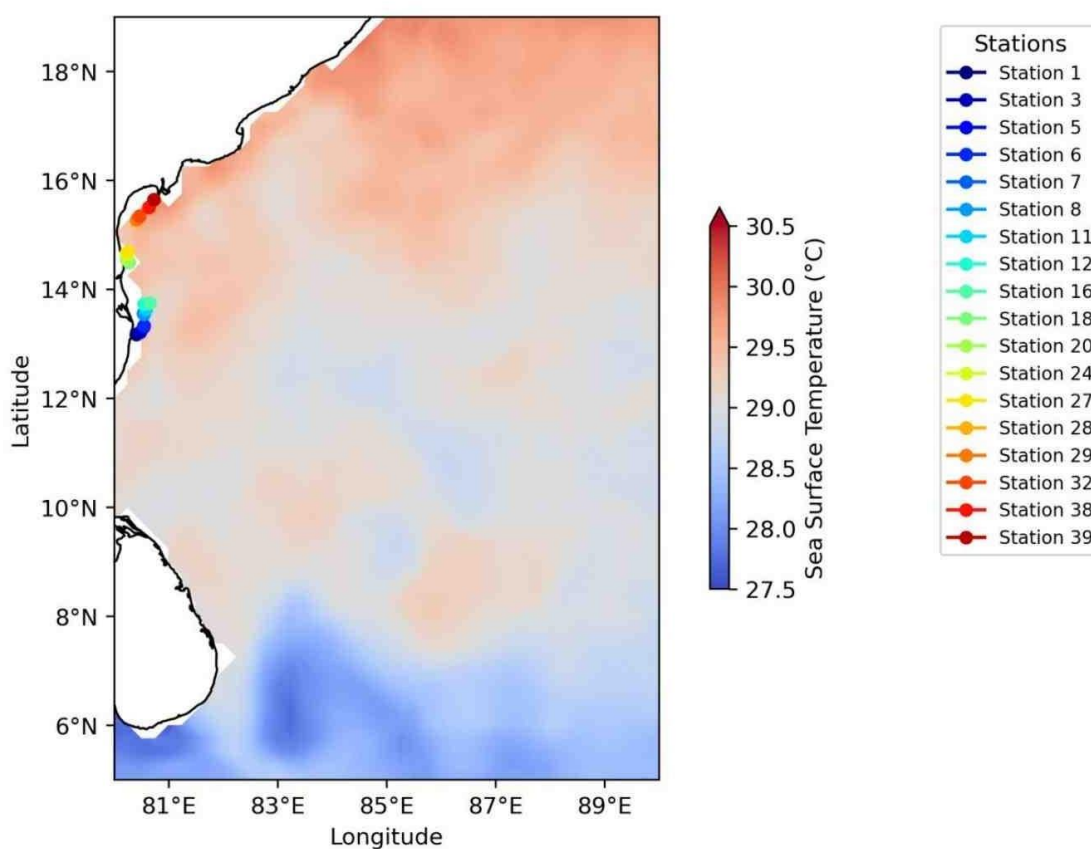 18°N
16°N
14°N
12°N
10°N
8°N
6°N
Latitude
81°E 83°E 85°E 87°E 89°E
Longitude
30.5
30.0
29.5
29.0
28.5
28.0
27.5
Sea Surface Temperature (°C)
Stations
Station 1
Station 3
Station 5
Station 6
Station 7
Station 8
Station 11
Station 12
Station 16
Station 18
Station 20
Station 24
Station 27
Station 28
Station 29
Station 32
Station 38
Station 39